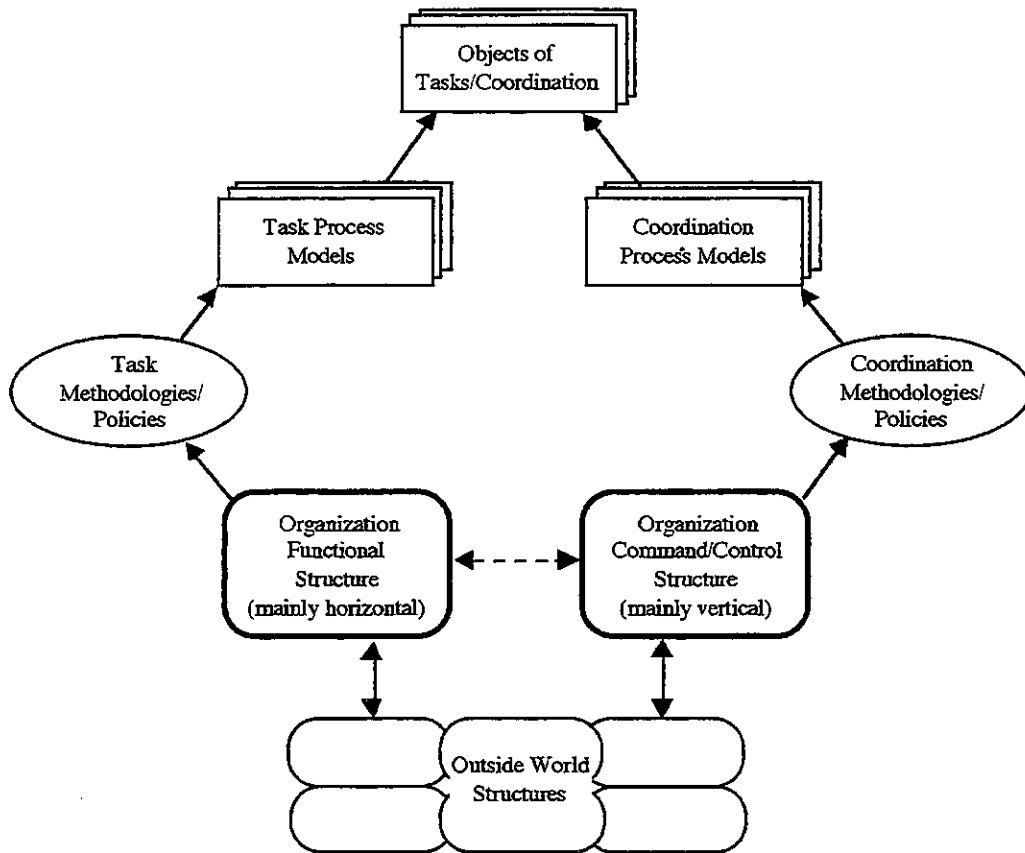 Objects of
Tasks/Coordination
Task Process
Models
Coordination
Process Models
Task
Methodologies/
Policies
Coordination
Methodologies/
Policies
Organization
Functional
Structure
(mainly horizontal)
Organization
Command/Control
Structure
(mainly vertical)
Outside World
Structures